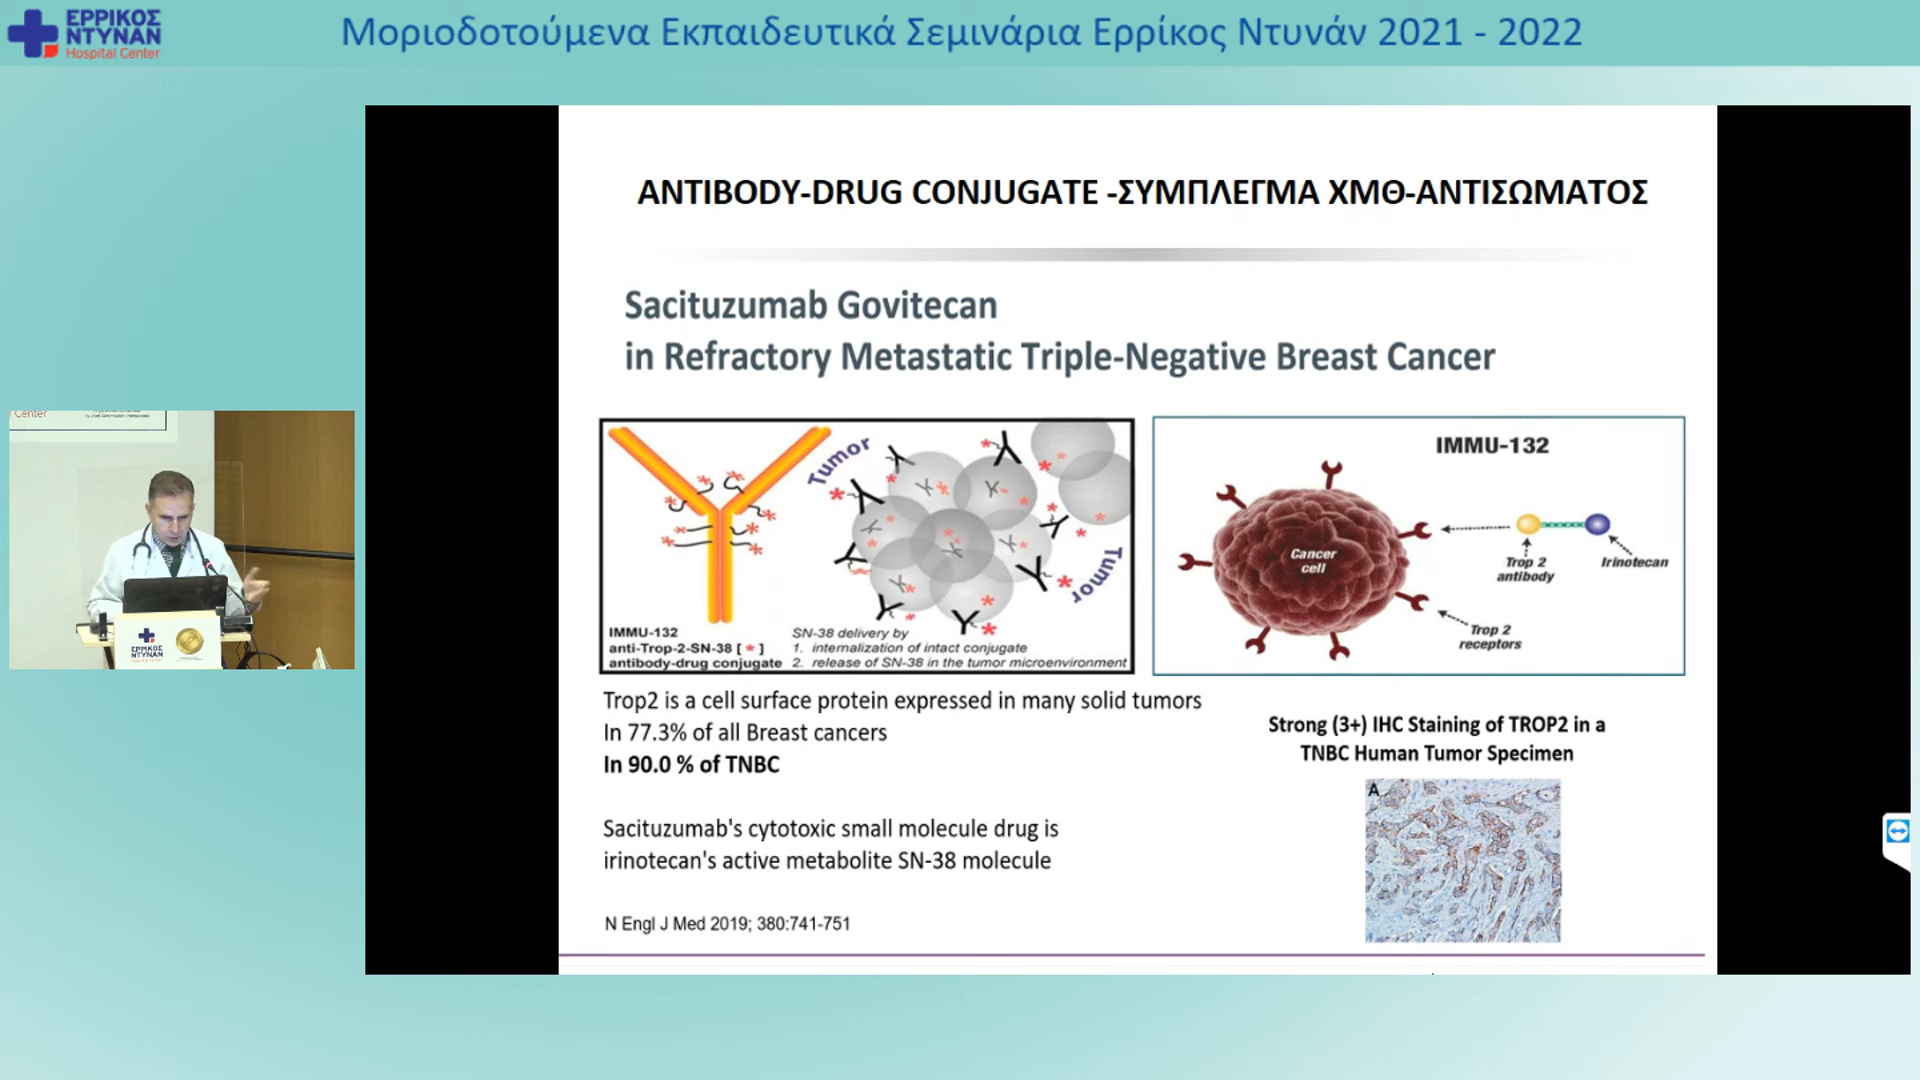 ΕΡΡΙΚΟΣ
ΝΤΥΝΑΝ
Hospital Center
Μοριοδοτούμενα Εκπαιδευτικά Σεμινάρια Ερρίκος Ντυνάν 2021 - 2022
ANTIBODY-DRUG CONJUGATE -ΣΥΜΠΛΕΓΜΑ ΧΜΘ-ΑΝΤΙΣΩΜΑΤΟΣ
Sacituzumab Govitecan
in Refractory Metastatic Triple-Negative Breast Cancer
Tumor
Tumor
IMMU-132
anti-Trop-2-SN-38 [ * ]
antibody-drug conjugate
SN-38 delivery by
1. internalization of intact conjugate
2. release of SN-38 in the tumor microenvironment
IMMU-132
Cancer
cell
Trop 2
antibody
Irinotecan
Trop 2
receptors
Trop2 is a cell surface protein expressed in many solid tumors
In 77.3% of all Breast cancers
In 90.0 % of TNBC
Sacituzumab's cytotoxic small molecule drug is
irinotecan's active metabolite SN-38 molecule
N Engl J Med 2019; 380:741-751
Strong (3+) IHC Staining of TROP2 in a
TNBC Human Tumor Specimen
A
Center
ΕΡΡΙΚΟΣ
ΝΤΥΝΑΝ